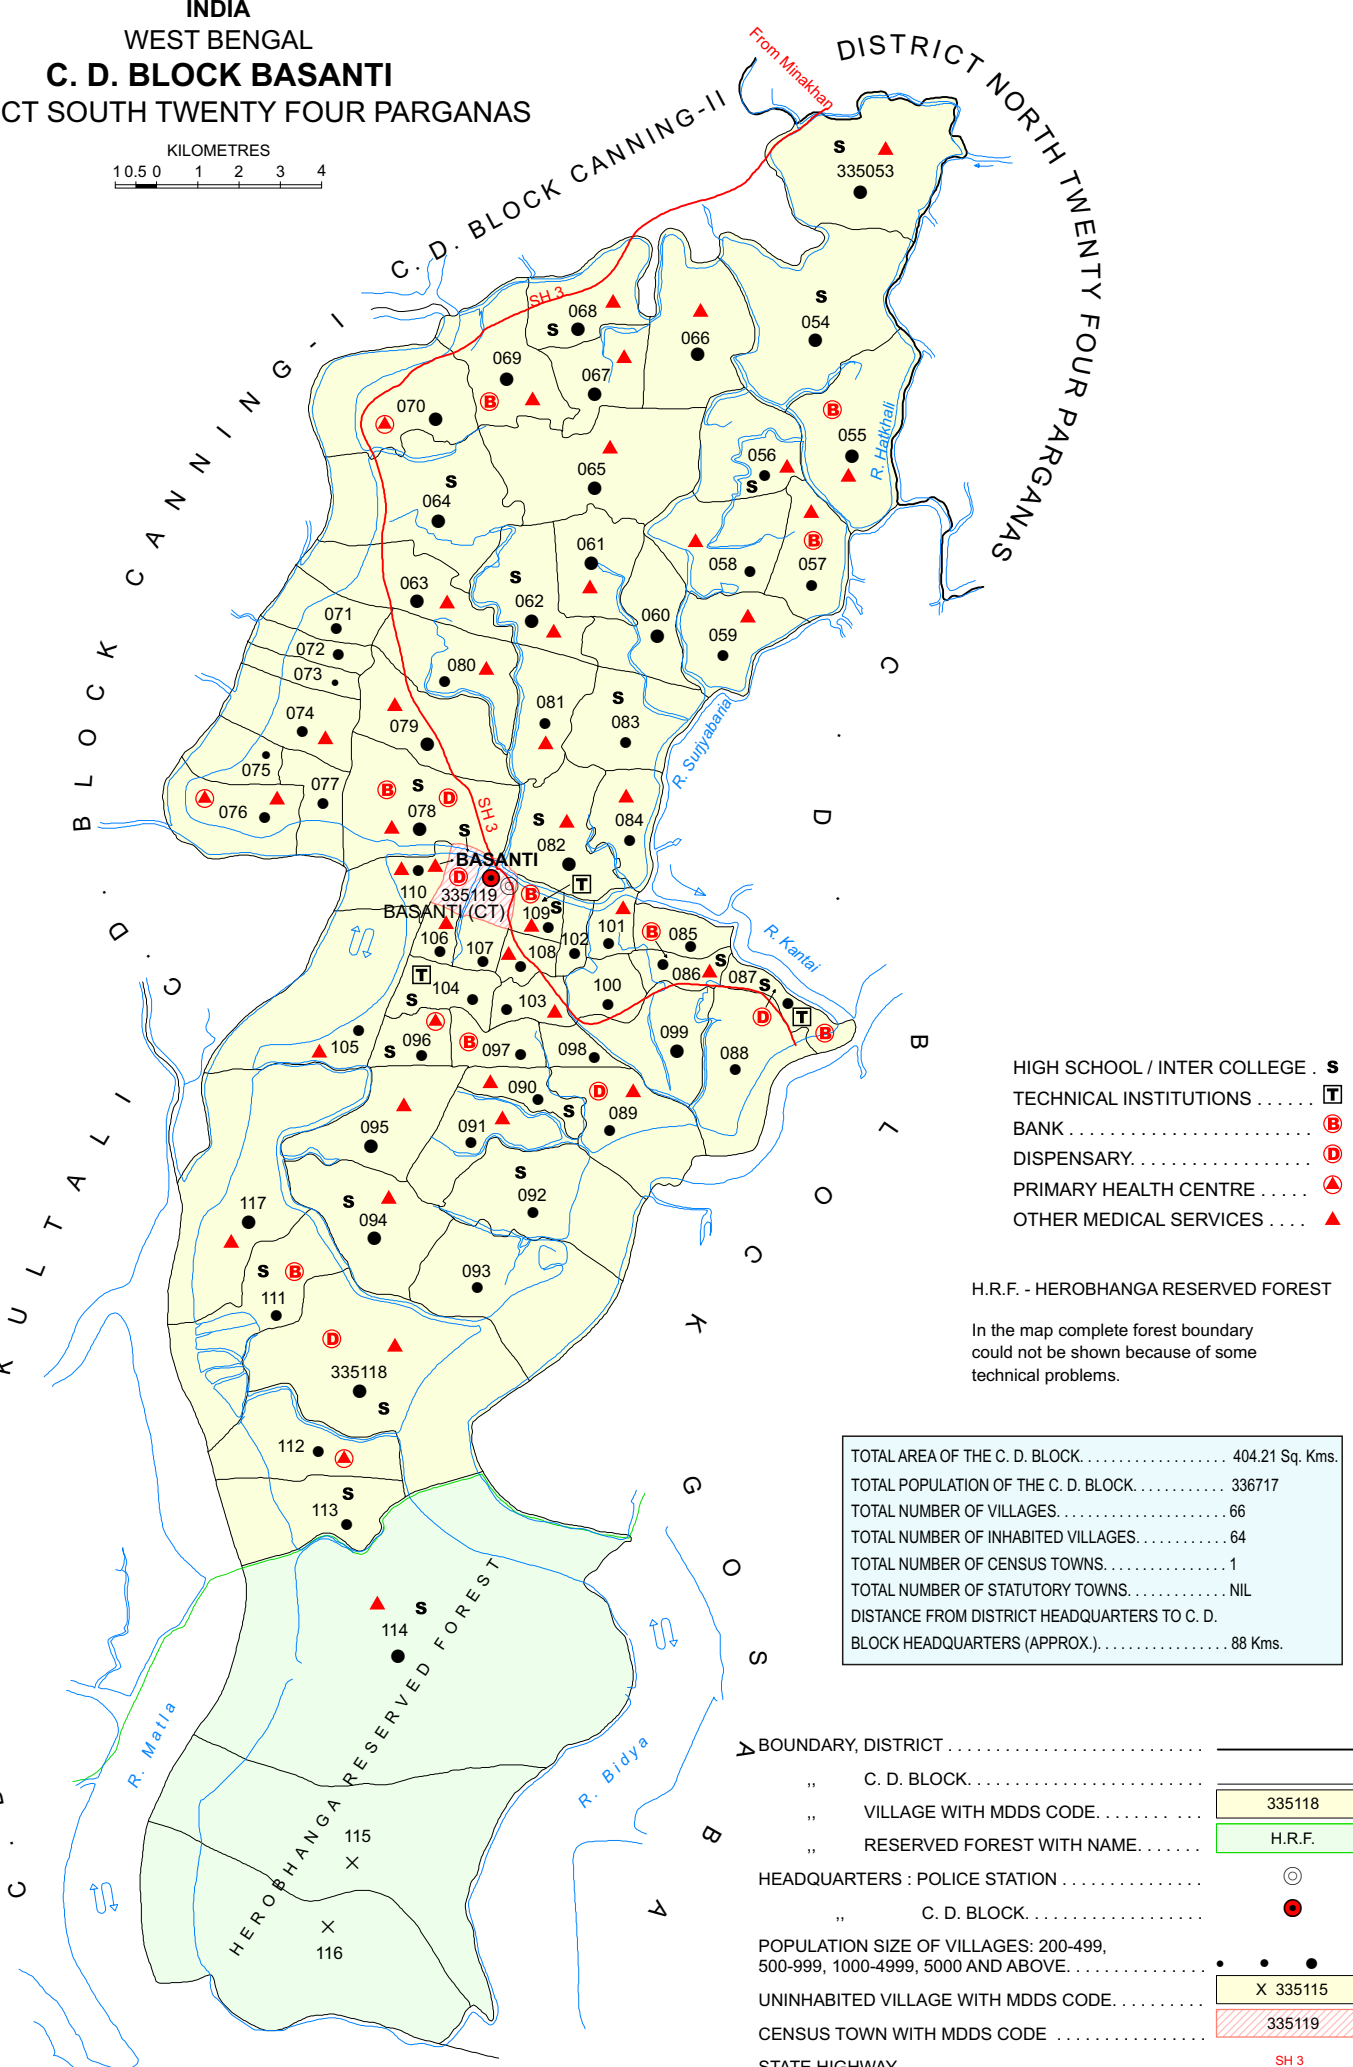 INDIA
WEST BENGAL
C. D. BLOCK BASANTI
CT SOUTH TWENTY FOUR PARGANAS
KILOMETRES
1 0.5 0 1 2 3 4
From Minakhan
DISTRICT NORTH TWENTY FOUR PARGANAS
C. D. BLOCK CANNING-II
C. D. BLOCK CANNING - I
S
335053
SH 3
068
S
066
S
054
069
067
B
070
B
055
R. Hatkhali
065
056
S
S
064
061
B
058
057
063
S
062
060
059
071
072
073
080
081
S
083
074
079
R. Suriyabaria
075
077
076
B
S
D
078
SH 3
S
S
082
084
BASANTI
110
D
335119
BASANTI (CT)
T
B
109
S
106
107
108
102
101
B
085
R. Kantai
T
104
S
103
100
086
S
087
S
D
T
B
105
S
096
B
097
098
099
088
090
S
D
089
095
091
S
092
117
S
094
S
B
111
093
D
335118
S
112
S
113
S
114
HEROBHANGA RESERVED FOREST
115
116
R. Matla
R. Bidya
KULTALI
C. D.
C. D. BLOCK GOSABA
HIGH SCHOOL / INTER COLLEGE . S
TECHNICAL INSTITUTIONS . . . . . . T
BANK . . . . . . . . . . . . . . . . . . . . . . . B
DISPENSARY. . . . . . . . . . . . . . . . . . D
PRIMARY HEALTH CENTRE . . . . .
OTHER MEDICAL SERVICES . . . .
H.R.F. - HEROBHANGA RESERVED FOREST
In the map complete forest boundary
could not be shown because of some
technical problems.
TOTAL AREA OF THE C. D. BLOCK. . . . . . . . . . . . . . . . . . 404.21 Sq. Kms.
TOTAL POPULATION OF THE C. D. BLOCK. . . . . . . . . . . 336717
TOTAL NUMBER OF VILLAGES. . . . . . . . . . . . . . . . . . . . . 66
TOTAL NUMBER OF INHABITED VILLAGES. . . . . . . . . . . . 64
TOTAL NUMBER OF CENSUS TOWNS. . . . . . . . . . . . . . . 1
TOTAL NUMBER OF STATUTORY TOWNS. . . . . . . . . . . . NIL
DISTANCE FROM DISTRICT HEADQUARTERS TO C. D.
BLOCK HEADQUARTERS (APPROX.). . . . . . . . . . . . . . . . 88 Kms.
BOUNDARY, DISTRICT . . . . . . . . . . . . . . . . . . . . . . . . . .
,, C. D. BLOCK. . . . . . . . . . . . . . . . . . . . . . . .
,, VILLAGE WITH MDDS CODE. . . . . . . . . . . 335118
,, RESERVED FOREST WITH NAME. . . . . . . H.R.F.
HEADQUARTERS : POLICE STATION . . . . . . . . . . . . . . .
,, C. D. BLOCK. . . . . . . . . . . . . . . . . . .
POPULATION SIZE OF VILLAGES: 200-499,
500-999, 1000-4999, 5000 AND ABOVE. . . . . . . . . . . . . . .
UNINHABITED VILLAGE WITH MDDS CODE. . . . . . . . . . X 335115
CENSUS TOWN WITH MDDS CODE . . . . . . . . . . . . . . . . 335119
STATE HIGHWAY SH 3